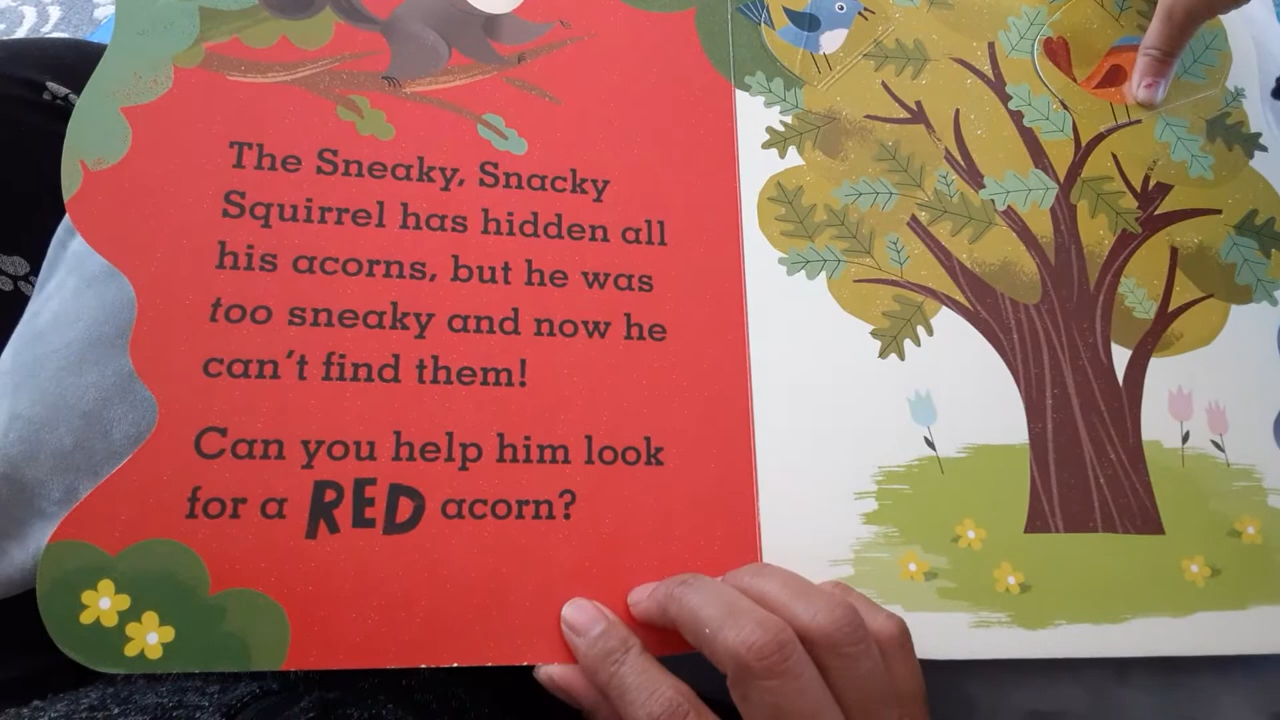 The Sneaky, Snacky
Squirrel has hidden all
his acorns, but he was
too sneaky and now he
can't find them!
Can you help him look
for a RED acorn?